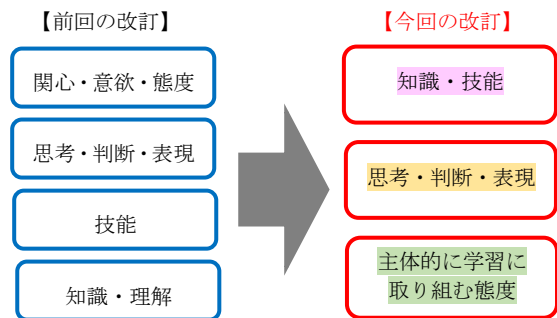 【前回の改訂】
関心・意欲・態度
思考・判断・表現
技能
知識・理解
【今回の改訂】
知識・技能
思考・判断・表現
主体的に学習に
取り組む態度